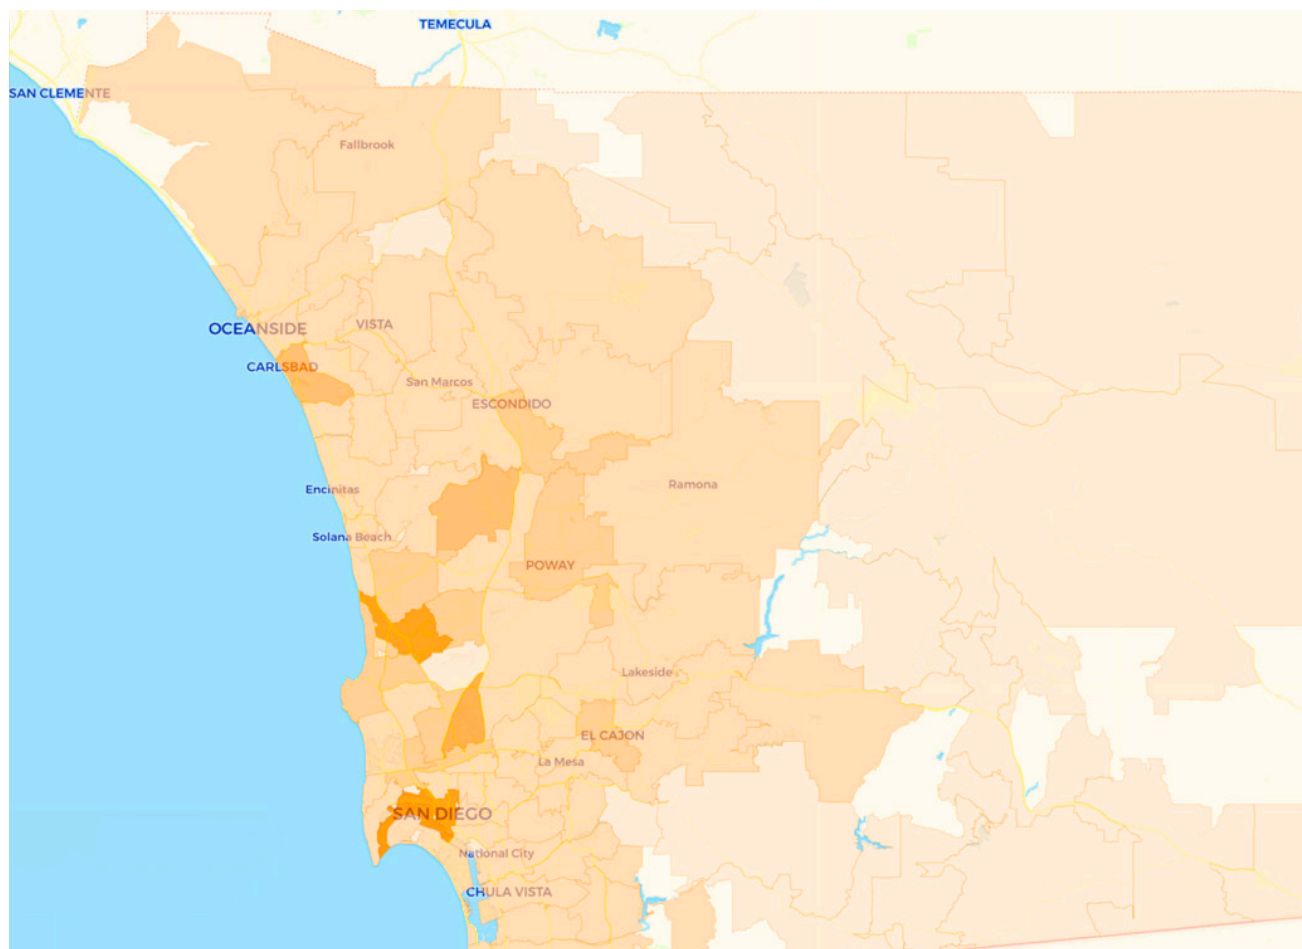 TEMECULA
SAN CLEMENTE
Fallbrook
OCEANSIDE
VISTA
CARLSBAD
San Marcos
ESCONDIDO
Ramona
Encinitas
Solana Beach
POWAY
Lakeside
EL CAJON
La Mesa
SAN DIEGO
National City
CHULA VISTA